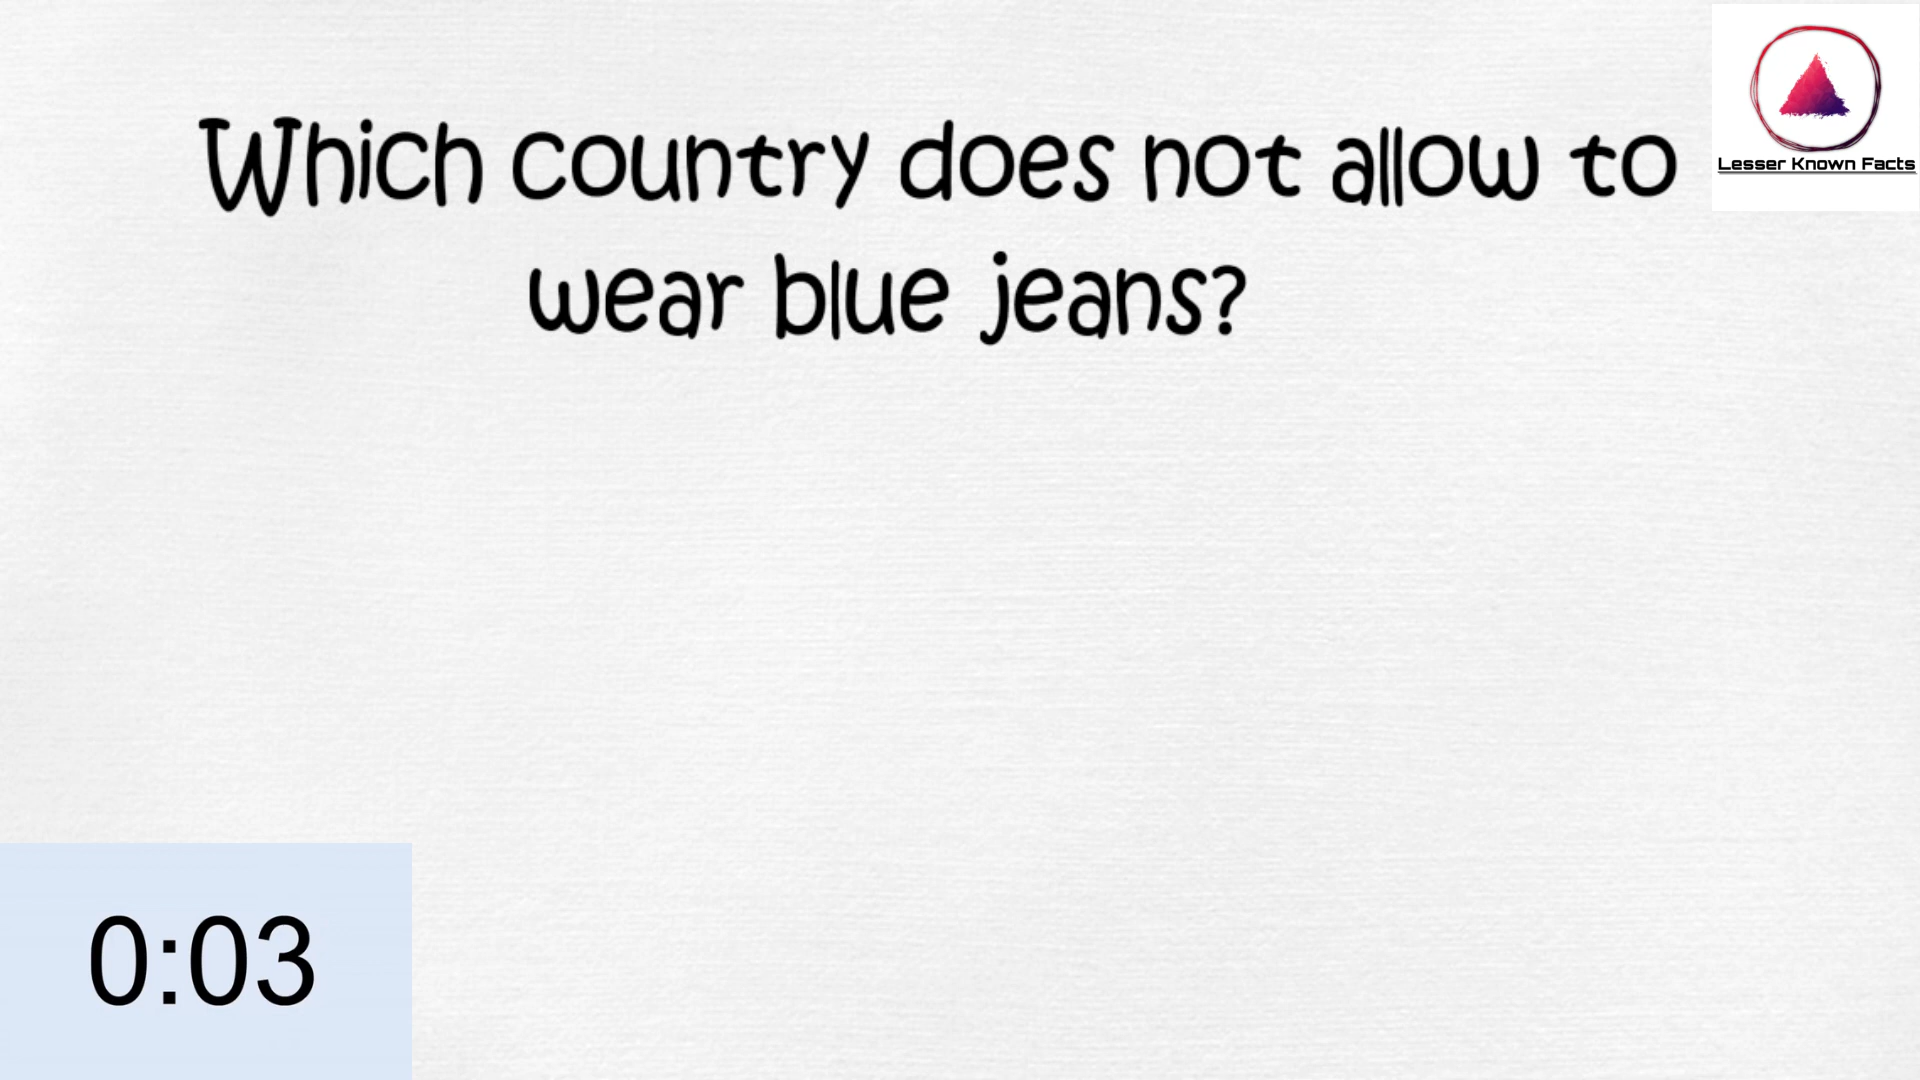 Which country does not allow to
wear blue jeans?
Lesser Known Facts
0:03